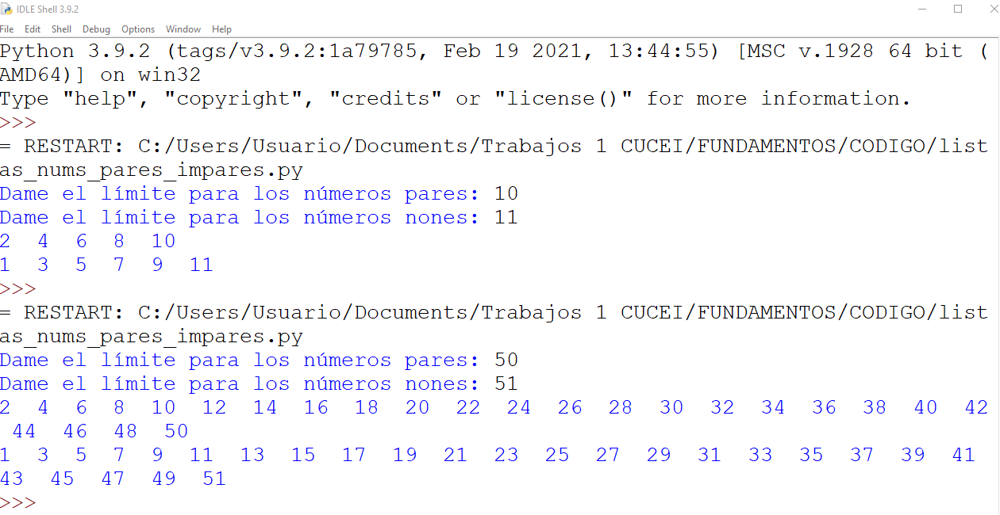 IDLE Shell 3.9.2
File Edit Shell Debug Options Window Help
Python 3.9.2 (tags/v3.9.2:1a79785, Feb 19 2021, 13:44:55) [MSC v.1928 64 bit (
AMD64)] on win32
Type "help", "copyright", "credits" or "license()" for more information.
>>>
= RESTART: C:/Users/Usuario/Documents/Trabajos 1 CUCEI/FUNDAMENTOS/CODIGO/list
as_nums_pares_impares.py
Dame el límite para los números pares: 10
Dame el límite para los números nones: 11
2  4  6  8  10
1  3  5  7  9  11
>>>
= RESTART: C:/Users/Usuario/Documents/Trabajos 1 CUCEI/FUNDAMENTOS/CODIGO/list
as_nums_pares_impares.py
Dame el límite para los números pares: 50
Dame el límite para los números nones: 51
2  4  6  8  10  12  14  16  18  20  22  24  26  28  30  32  34  36  38  40  42
 44  46  48  50
1  3  5  7  9  11  13  15  17  19  21  23  25  27  29  31  33  35  37  39  41
43  45  47  49  51
>>>